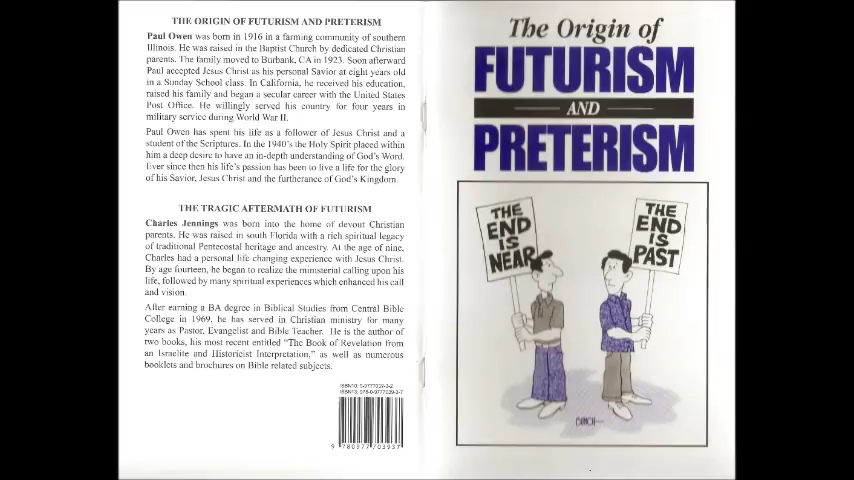 THE ORIGIN OF FUTURISM AND PRETERISM
Paul Owen was born in 1916 in a farming community of southern
Illinois. He was raised in the Baptist Church by dedicated Christian
parents. The family moved to Burbank, CA in 1923. Soon afterward
Paul accepted Jesus Christ as his personal Savior at eight years old
in a Sunday School class. In California, he received his education,
raised his family and began a secular career with the United States
Post Office. He willingly served his country for four years in
military service during World War II.
Paul Owen has spent his life as a follower of Jesus Christ and a
student of the Scriptures. In the 1940's the Holy Spirit placed within
him a deep desire to have an in-depth understanding of God's Word.
Ever since then his life's passion has been to live a life for the glory
of his Savior, Jesus Christ and the furtherance of God's Kingdom.
THE TRAGIC AFTERMATH OF FUTURISM
Charles Jennings was born into the home of devout Christian
parents. He was raised in south Florida with a rich spiritual legacy
of traditional Pentecostal heritage and ancestry. At the age of nine,
Charles had a personal life changing experience with Jesus Christ.
By age fourteen, he began to realize the ministerial calling upon his
life, followed by many spiritual experiences which enhanced his call
and vision.
After earning a BA degree in Biblical Studies from Central Bible
College in 1969, he has served in Christian ministry for many
years as Pastor, Evangelist and Bible Teacher. He is the author of
two books, his most recent entitled "The Book of Revelation from
an Israelite and Historicist Interpretation," as well as numerous
booklets and brochures on Bible related subjects.
ISBN10: 0-9777039-3-2
ISBN13: 978-0-9777039-3-7
9 780977 703937
The Origin of
FUTURISM
AND
PRETERISM
THE
END
IS
NEAR
THE
END
IS
PAST